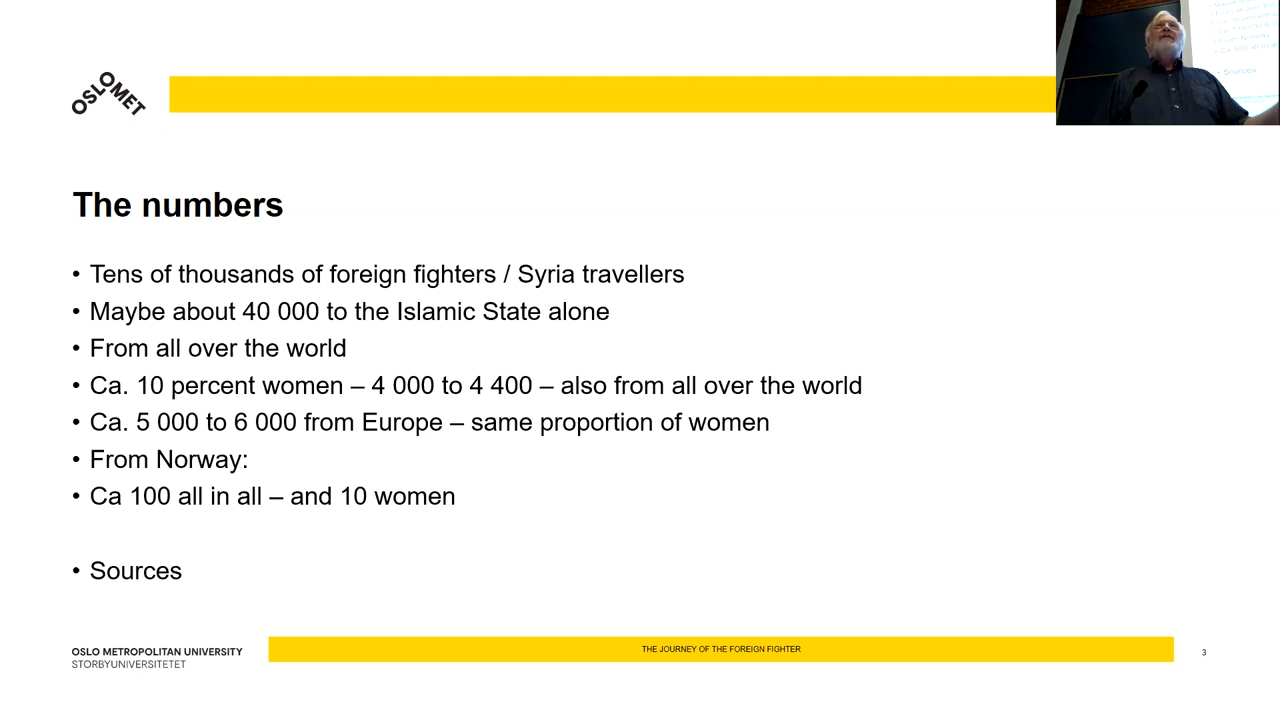 OSLOMET
The numbers
• Tens of thousands of foreign fighters / Syria travellers
• Maybe about 40 000 to the Islamic State alone
• From all over the world
• Ca. 10 percent women – 4 000 to 4 400 – also from all over the world
• Ca. 5 000 to 6 000 from Europe – same proportion of women
• From Norway:
• Ca 100 all in all – and 10 women
• Sources
OSLO METROPOLITAN UNIVERSITY
STORBYUNIVERSITETET
THE JOURNEY OF THE FOREIGN FIGHTER
3